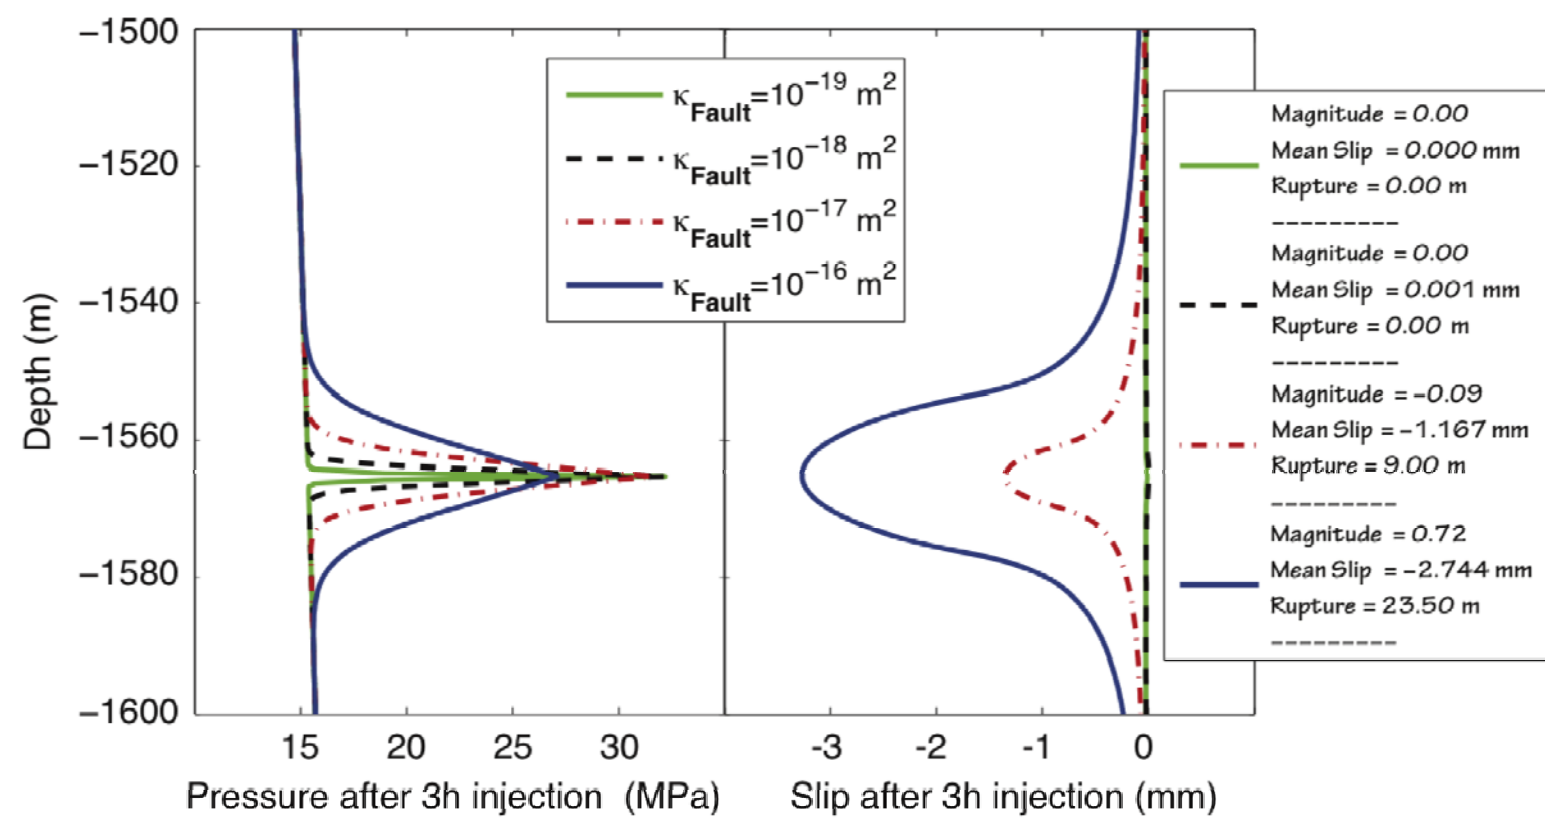 −1500
−1520
−1540
−1560
−1580
−1600
Depth (m)
15 20 25 30
Pressure after 3h injection (MPa)
κFault=10−19 m2
κFault=10−18 m2
κFault=10−17 m2
κFault=10−16 m2
-3 -2 -1 0
Slip after 3h injection (mm)
Magnitude = 0.00
Mean Slip = 0.000 mm
Rupture = 0.00 m
---------
Magnitude = 0.00
Mean Slip = 0.001 mm
Rupture = 0.00 m
---------
Magnitude = -0.09
Mean Slip = -1.167 mm
Rupture = 9.00 m
---------
Magnitude = 0.72
Mean Slip = -2.744 mm
Rupture = 23.50 m
---------